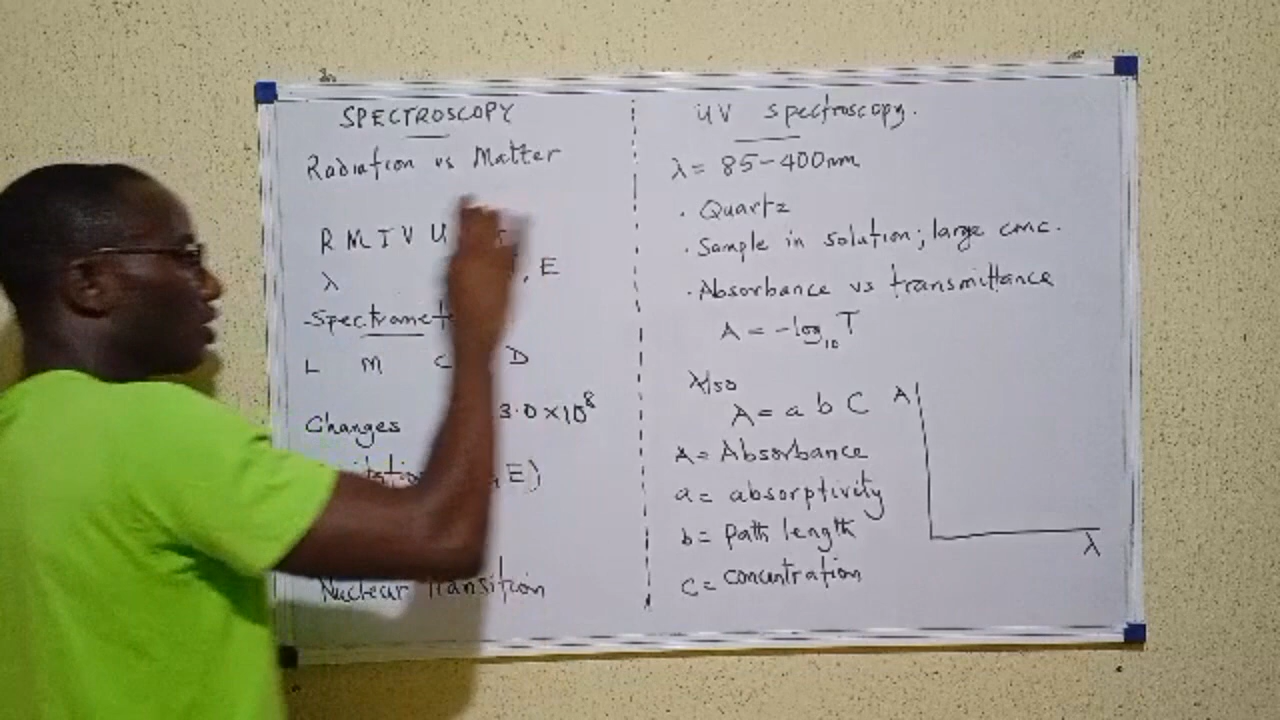 SPECTROSCOPY
Radiation vs Matter
R M I V U
λ , E
Spectromet
L M C D
Changes 3.0 × 10⁸
E)
Nuclear Transition
UV spectroscopy.
λ = 85-400nm
. Quartz
. Sample in solution; large conc.
. Absorbance vs transmittance
A = -log₁₀ T
Also
A = a b C
A = Absorbance
a = absorptivity
b = path length
C = concentration
A
λ